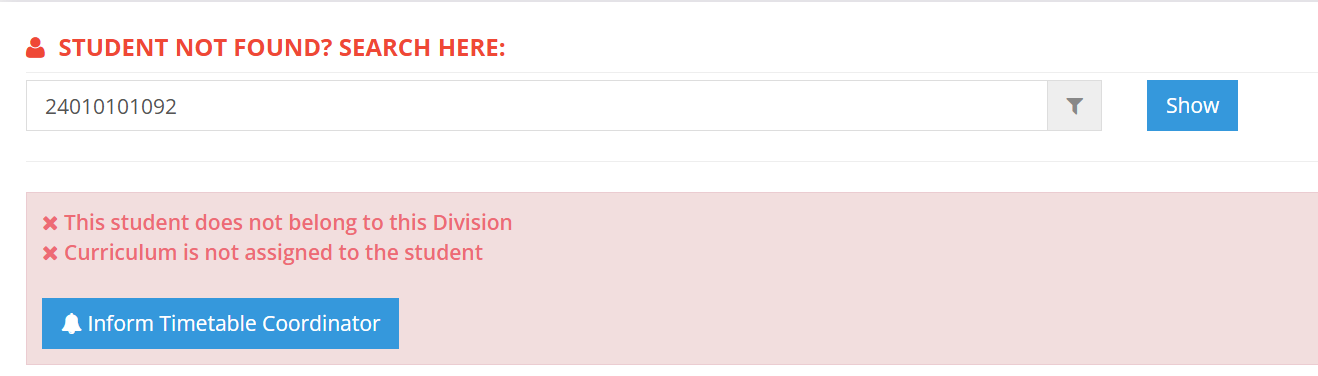 STUDENT NOT FOUND? SEARCH HERE:
24010101092
Show
This student does not belong to this Division
Curriculum is not assigned to the student
Inform Timetable Coordinator